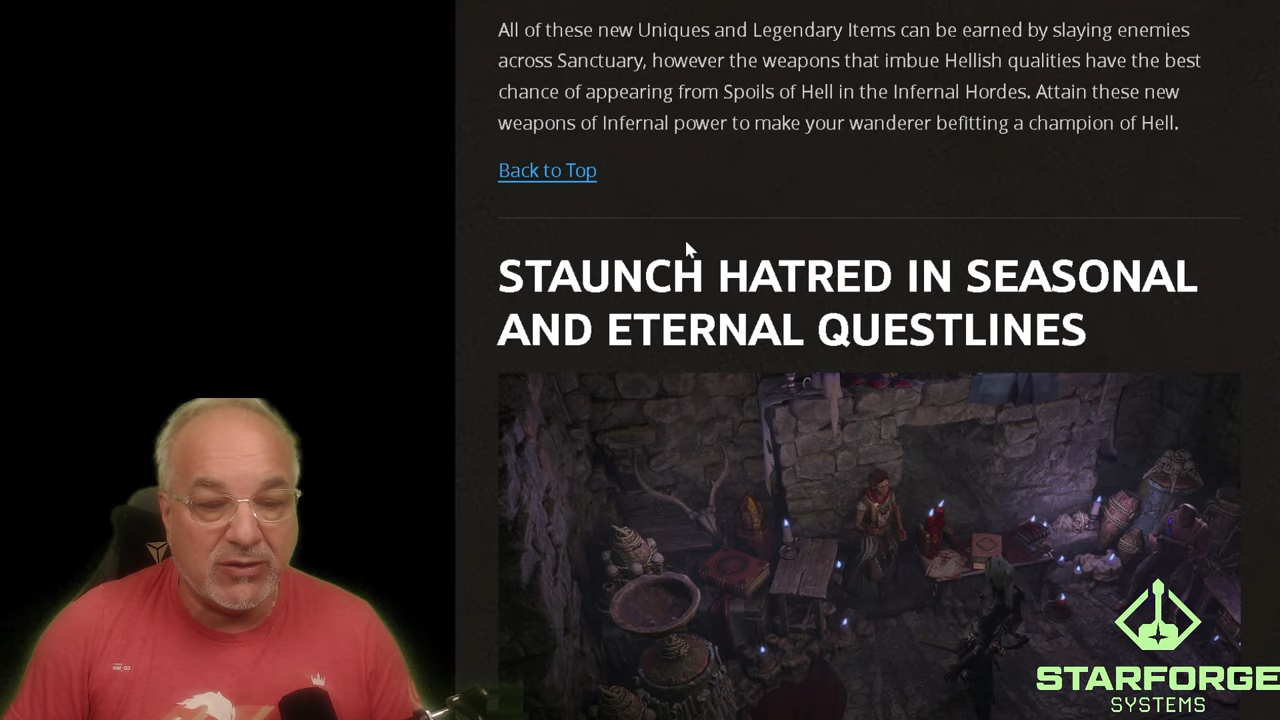 All of these new Uniques and Legendary Items can be earned by slaying enemies
across Sanctuary, however the weapons that imbue Hellish qualities have the best
chance of appearing from Spoils of Hell in the Infernal Hordes. Attain these new
weapons of Infernal power to make your wanderer befitting a champion of Hell.
Back to Top
STAUNCH HATRED IN SEASONAL
AND ETERNAL QUESTLINES
STARFORGE
SYSTEMS